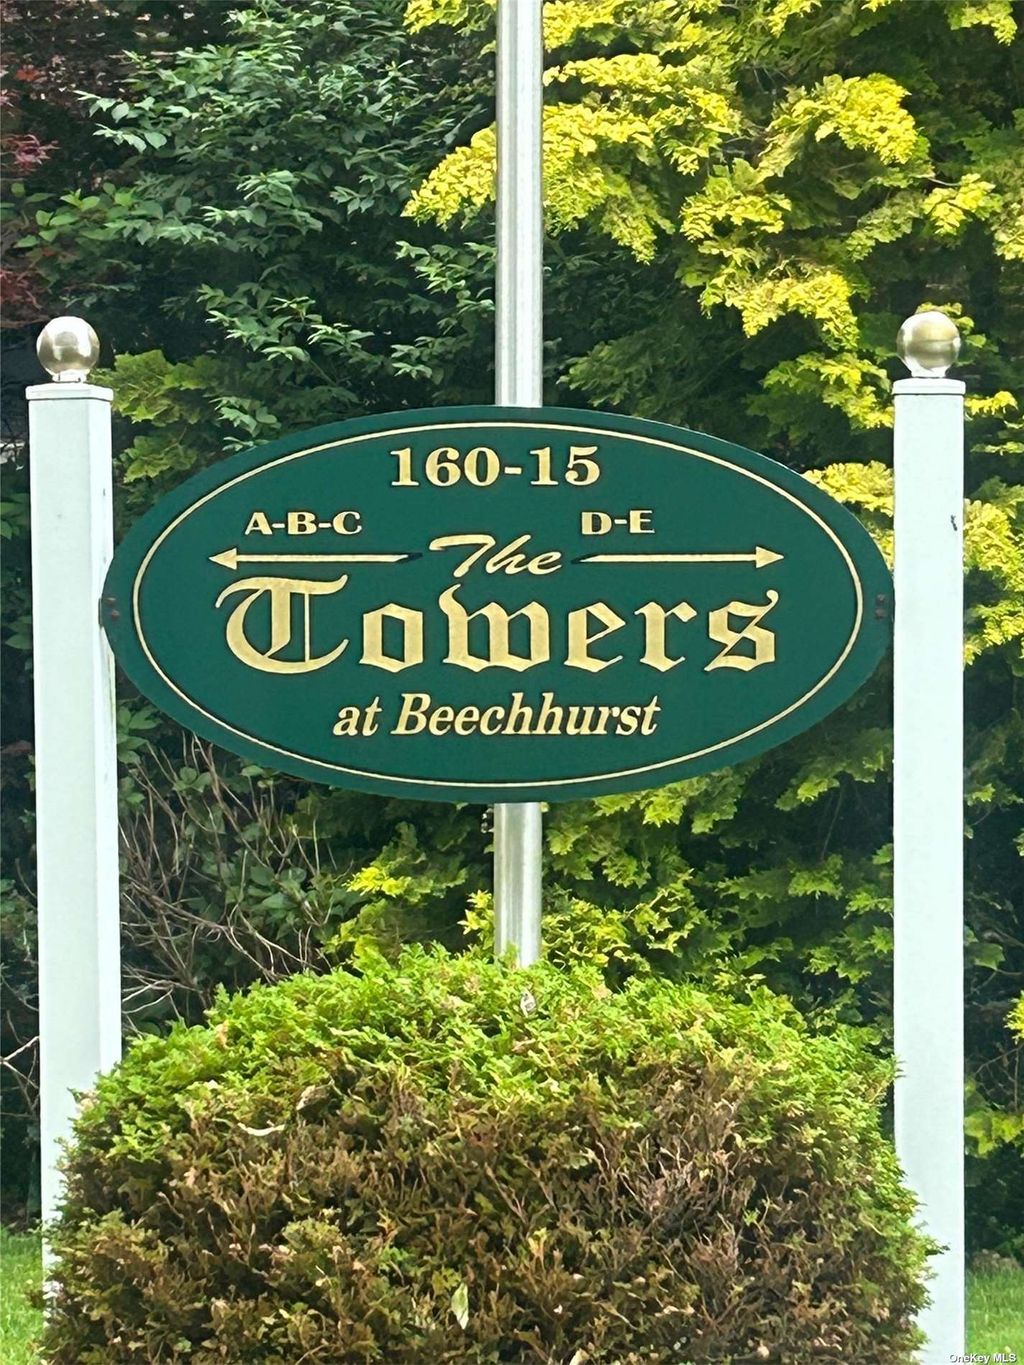 160-15
A-B-C D-E
The
Towers
at Beechhurst
OneKey MLS